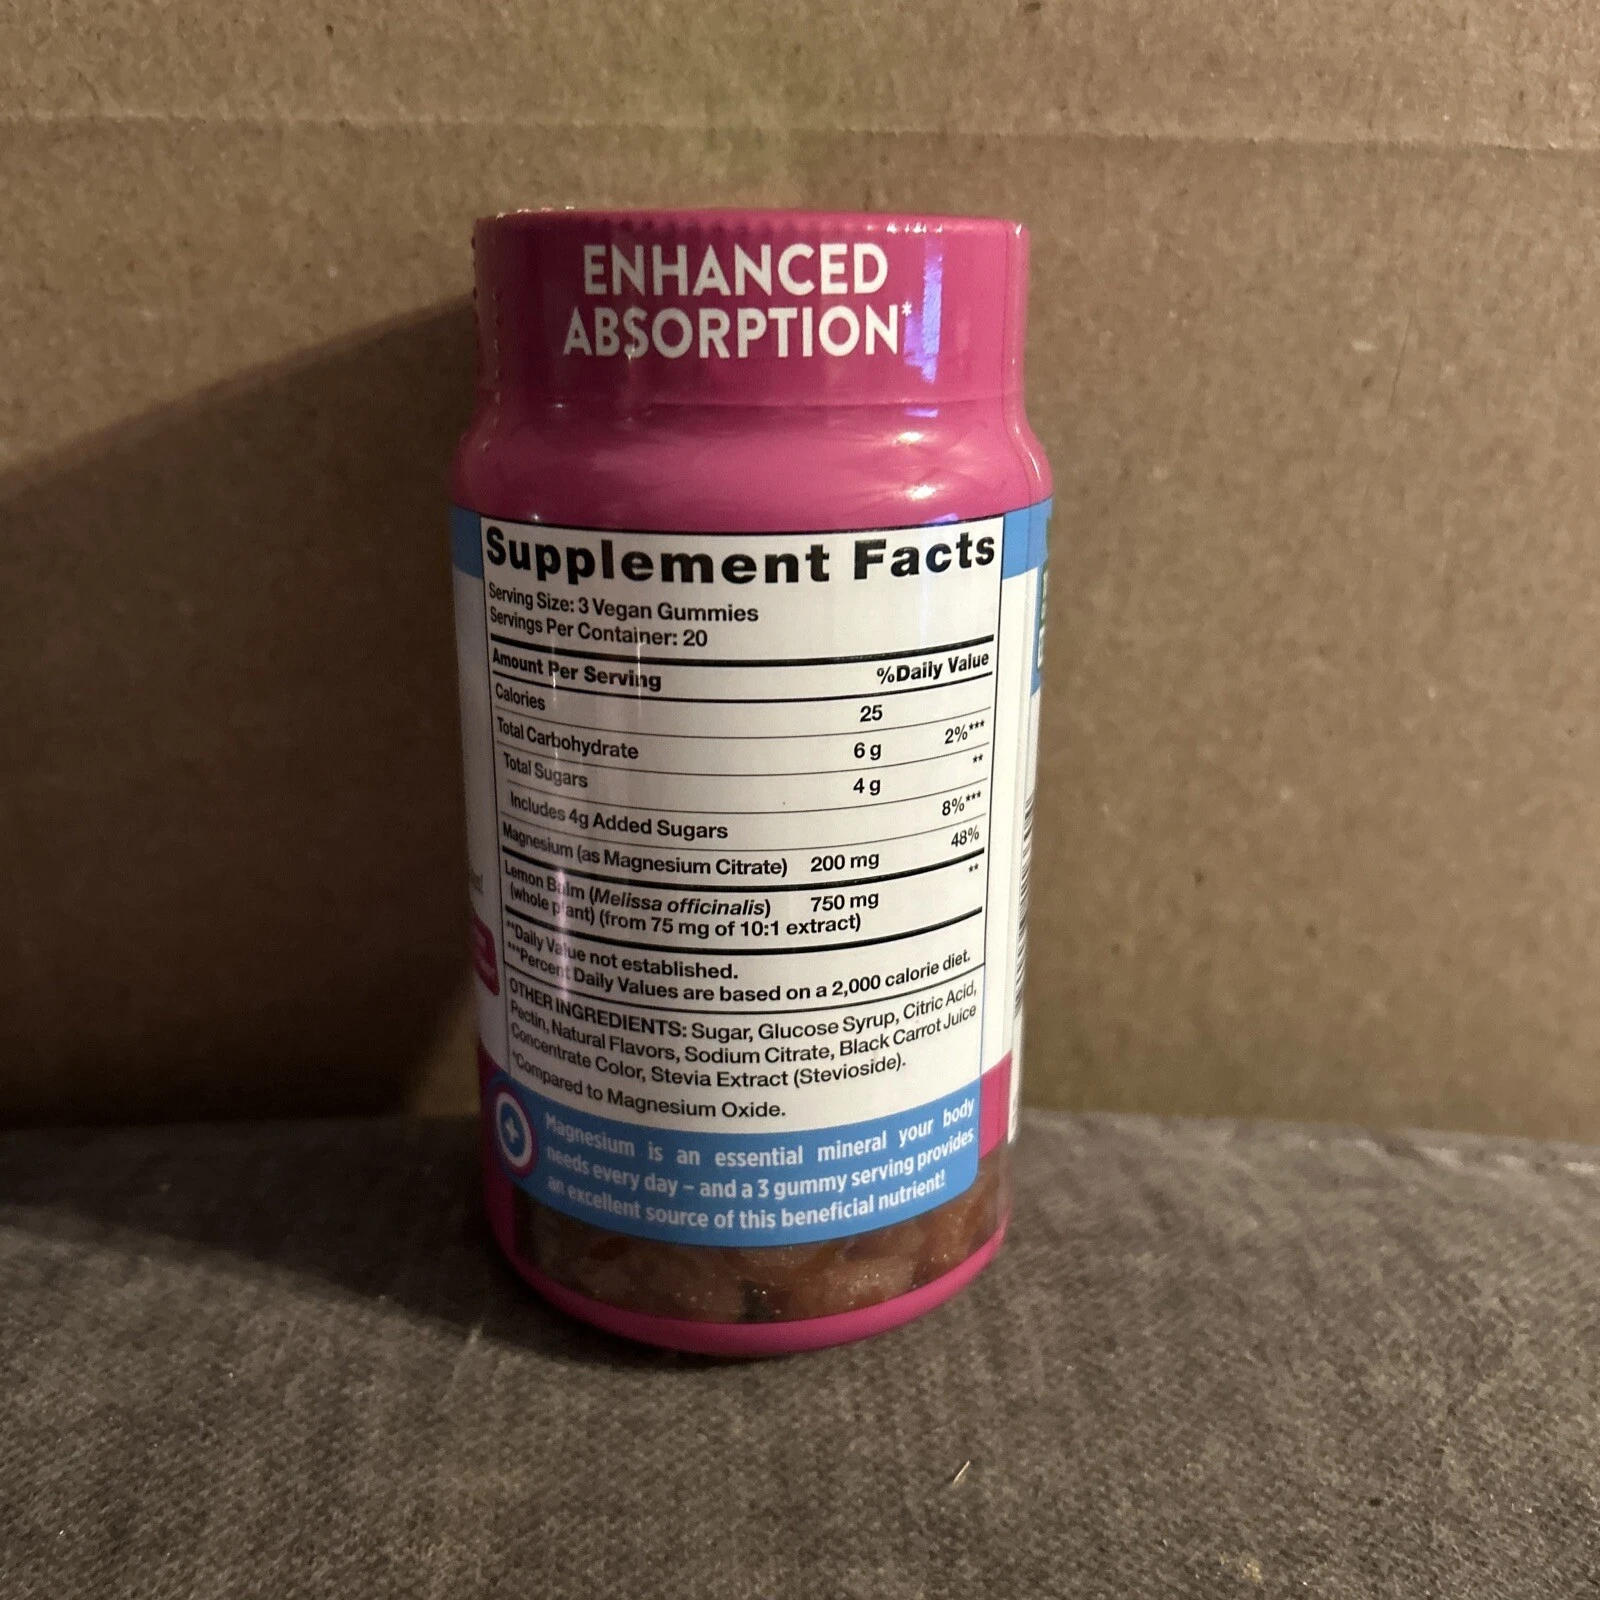 ENHANCED
ABSORPTION*
Supplement Facts
Serving Size: 3 Vegan Gummies
Servings Per Container: 20
Amount Per Serving %Daily Value
Calories 25
Total Carbohydrate 6 g 2%***
Total Sugars 4 g **
Includes 4g Added Sugars 8%***
Magnesium (as Magnesium Citrate) 200 mg 48%
Lemon Balm (Melissa officinalis) 750 mg **
(whole plant) (from 75 mg of 10:1 extract)
**Daily Value not established.
***Percent Daily Values are based on a 2,000 calorie diet.
OTHER INGREDIENTS: Sugar, Glucose Syrup, Citric Acid,
Pectin, Natural Flavors, Sodium Citrate, Black Carrot Juice
Concentrate Color, Stevia Extract (Stevioside).
*Compared to Magnesium Oxide.
Magnesium is an essential mineral your body
needs every day – and a 3 gummy serving provides
an excellent source of this beneficial nutrient!